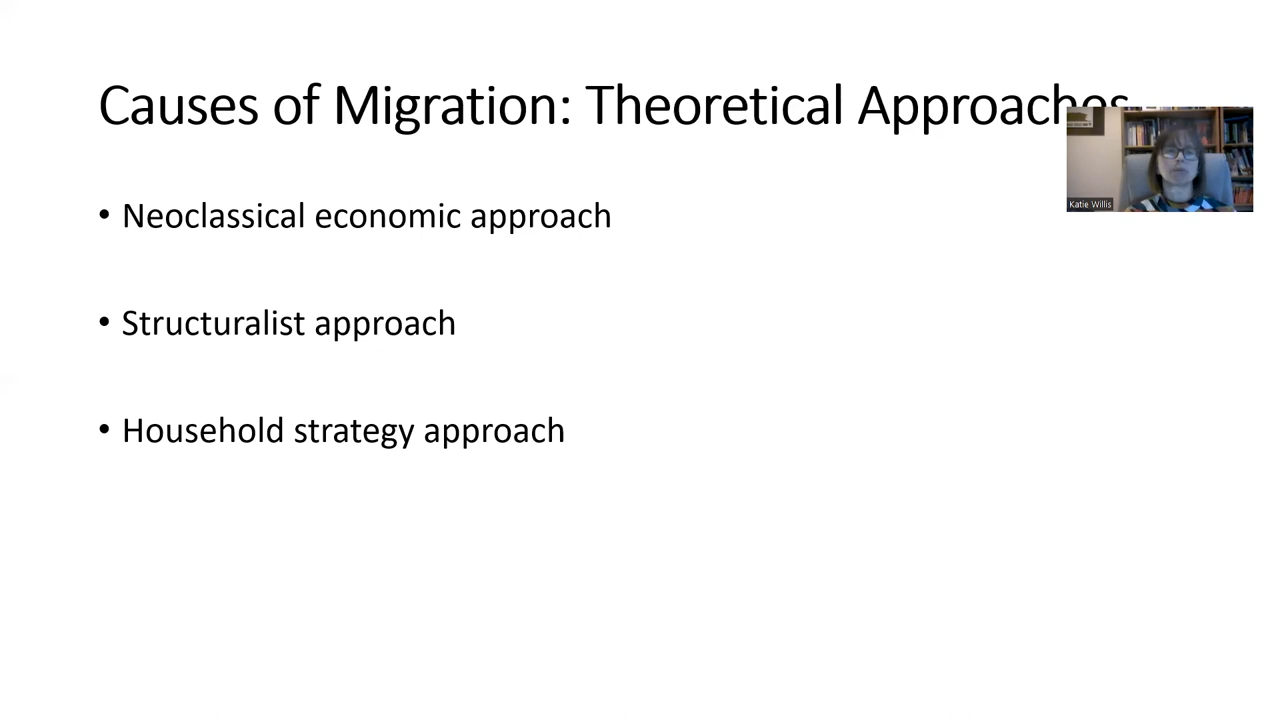 Causes of Migration: Theoretical Approaches
• Neoclassical economic approach
• Structuralist approach
• Household strategy approach
Katie Willis